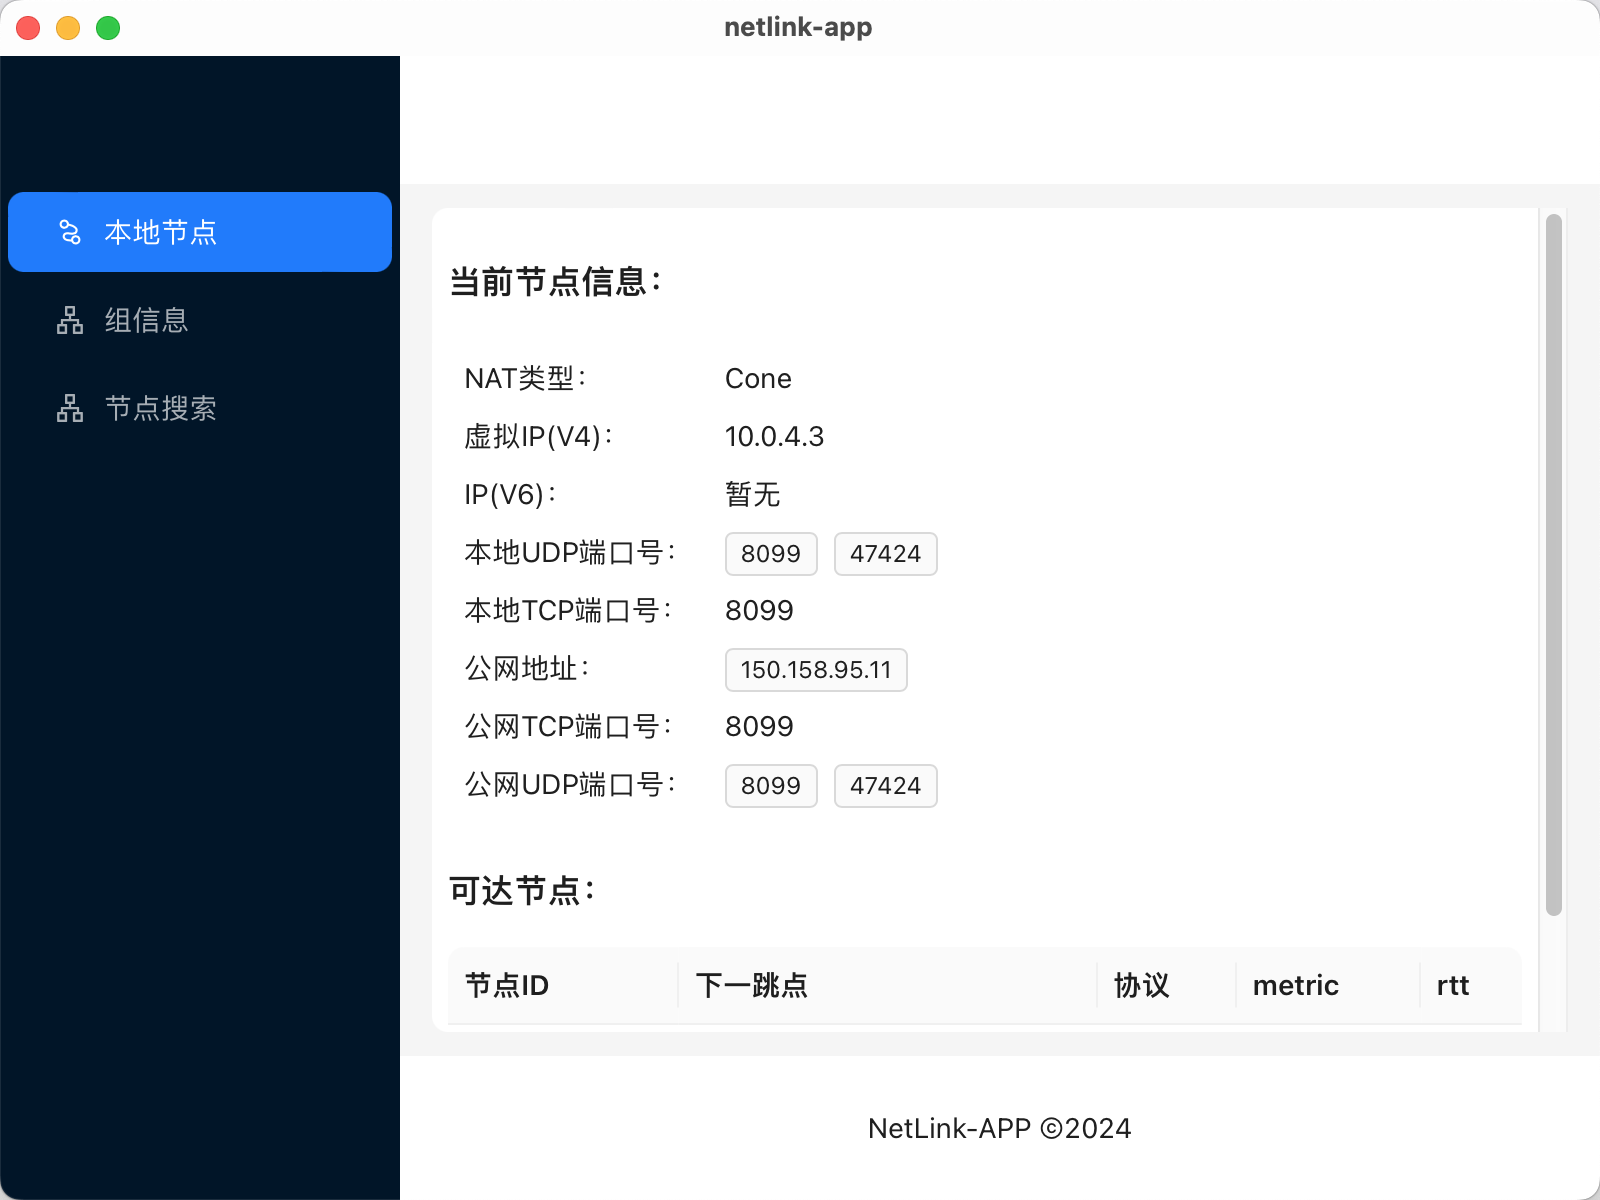 netlink-app
本地节点
组信息
节点搜索
当前节点信息：
NAT类型： Cone
虚拟IP(V4)： 10.0.4.3
IP(V6)： 暂无
本地UDP端口号： 8099 47424
本地TCP端口号： 8099
公网地址： 150.158.95.11
公网TCP端口号： 8099
公网UDP端口号： 8099 47424
可达节点：
节点ID 下一跳点 协议 metric rtt
NetLink-APP ©2024